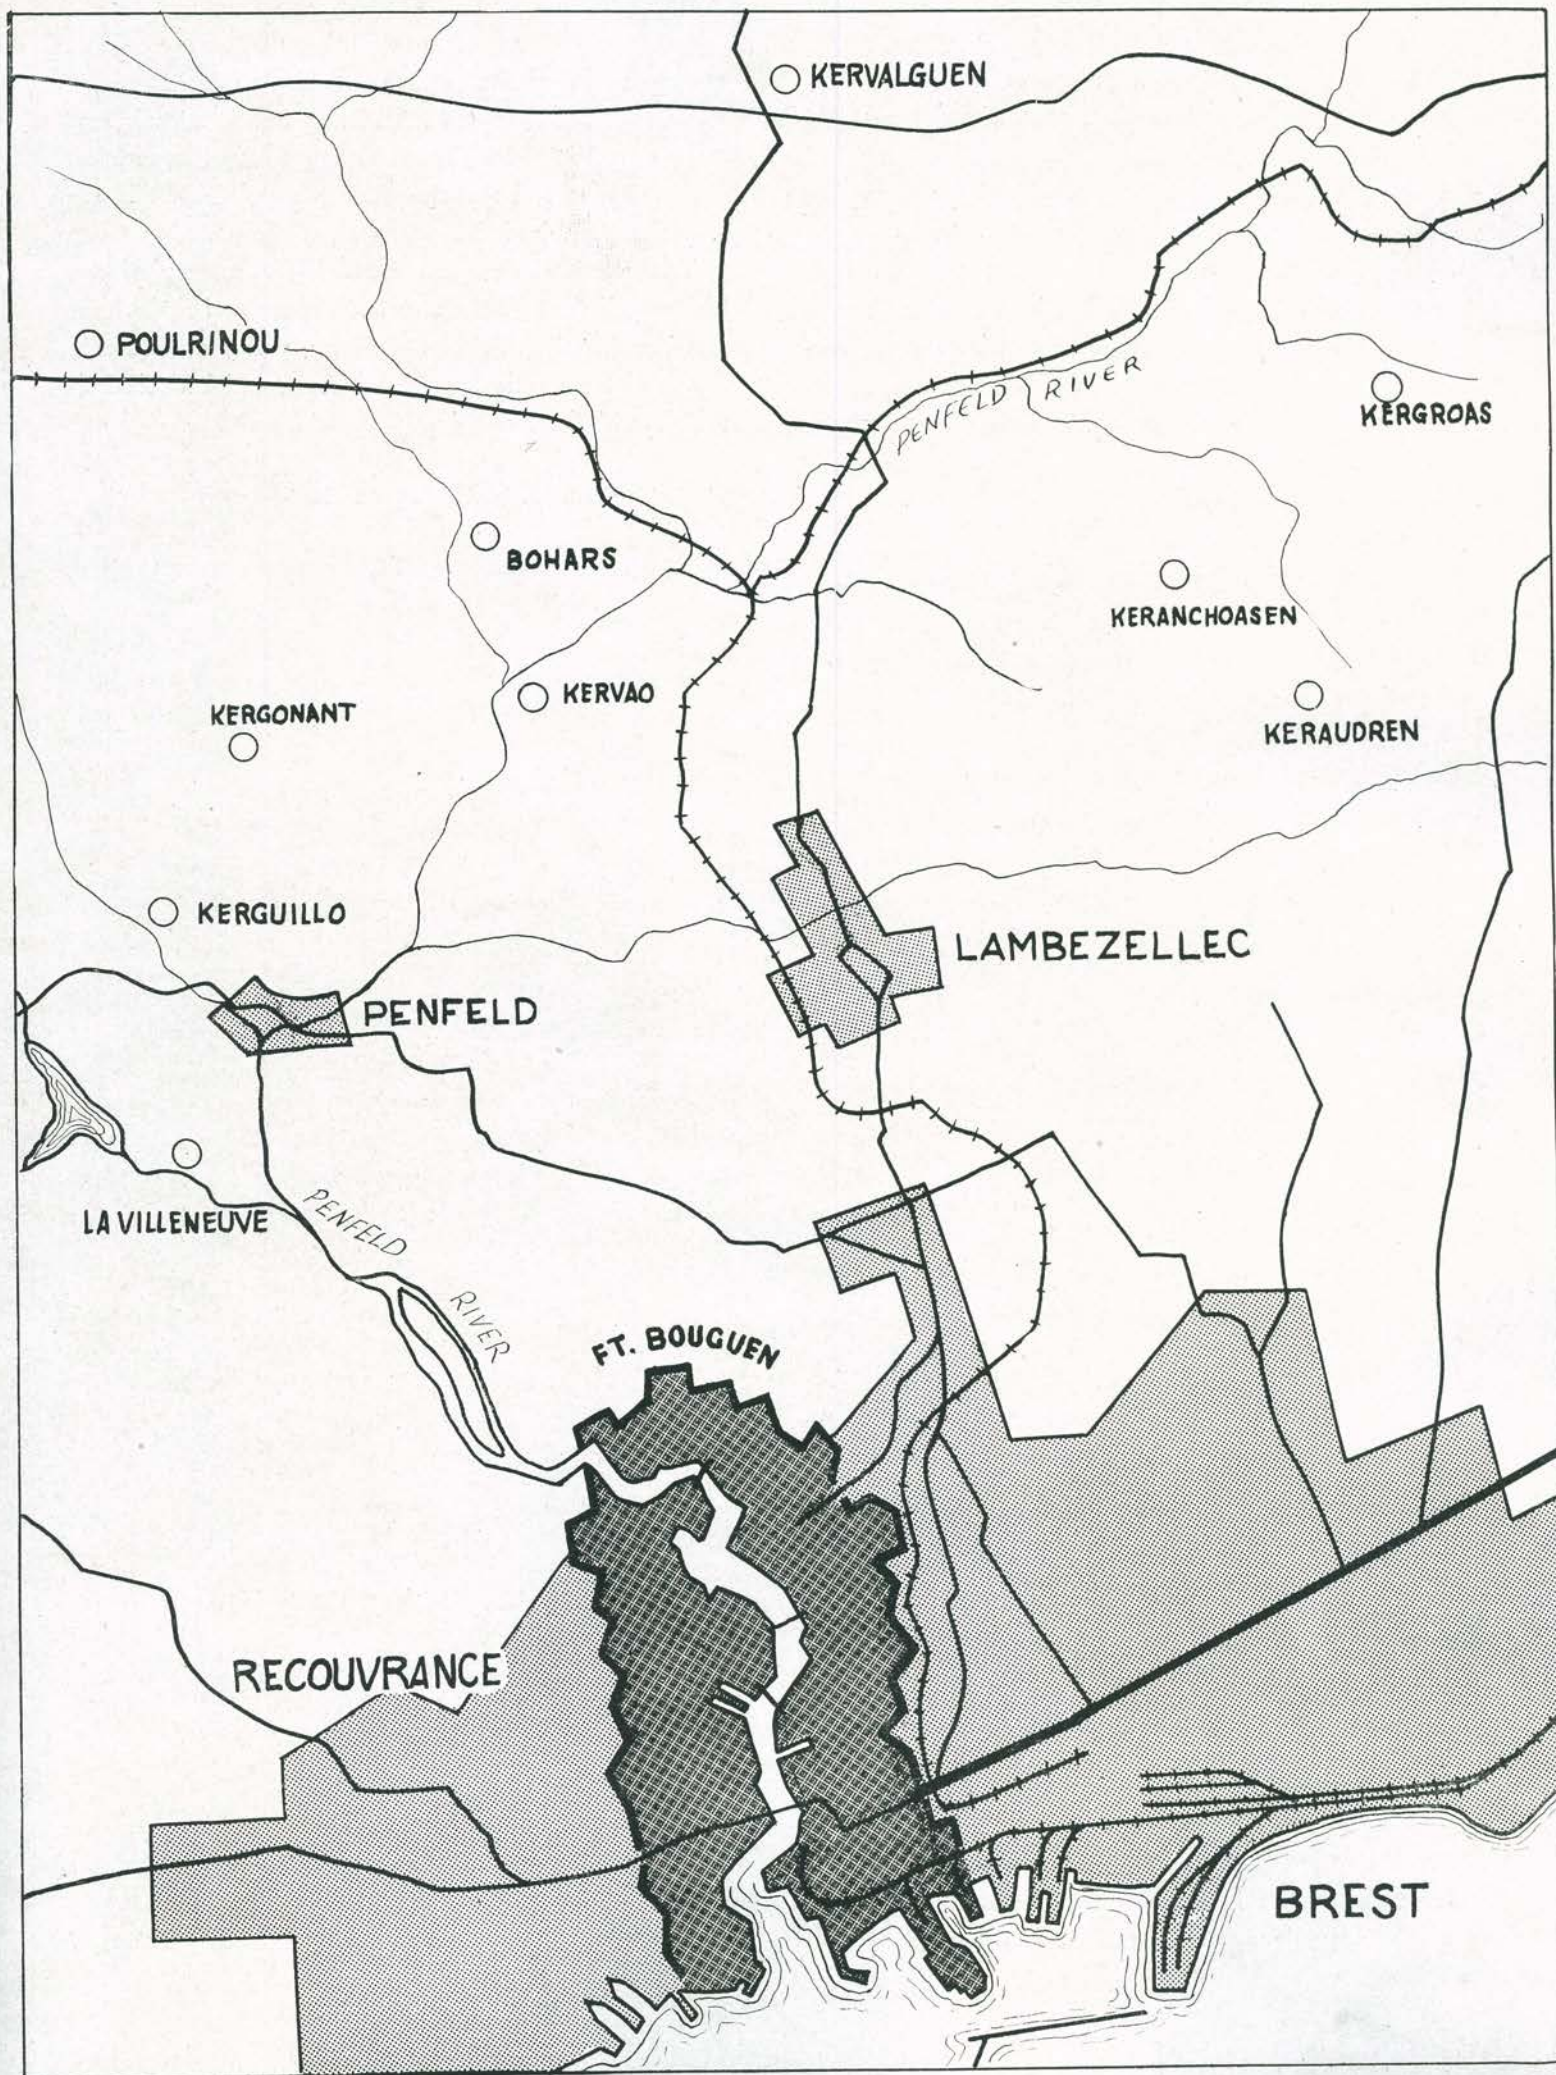 KERVALGUEN
POULRINOU
PENFELD RIVER
KERGROAS
BOHARS
KERANCHOASEN
KERVAO
KERGONANT
KERAUDREN
KERGUILLO
LAMBEZELLEC
PENFELD
LA VILLENEUVE
PENFELD RIVER
FT. BOUGUEN
RECOUVRANCE
BREST